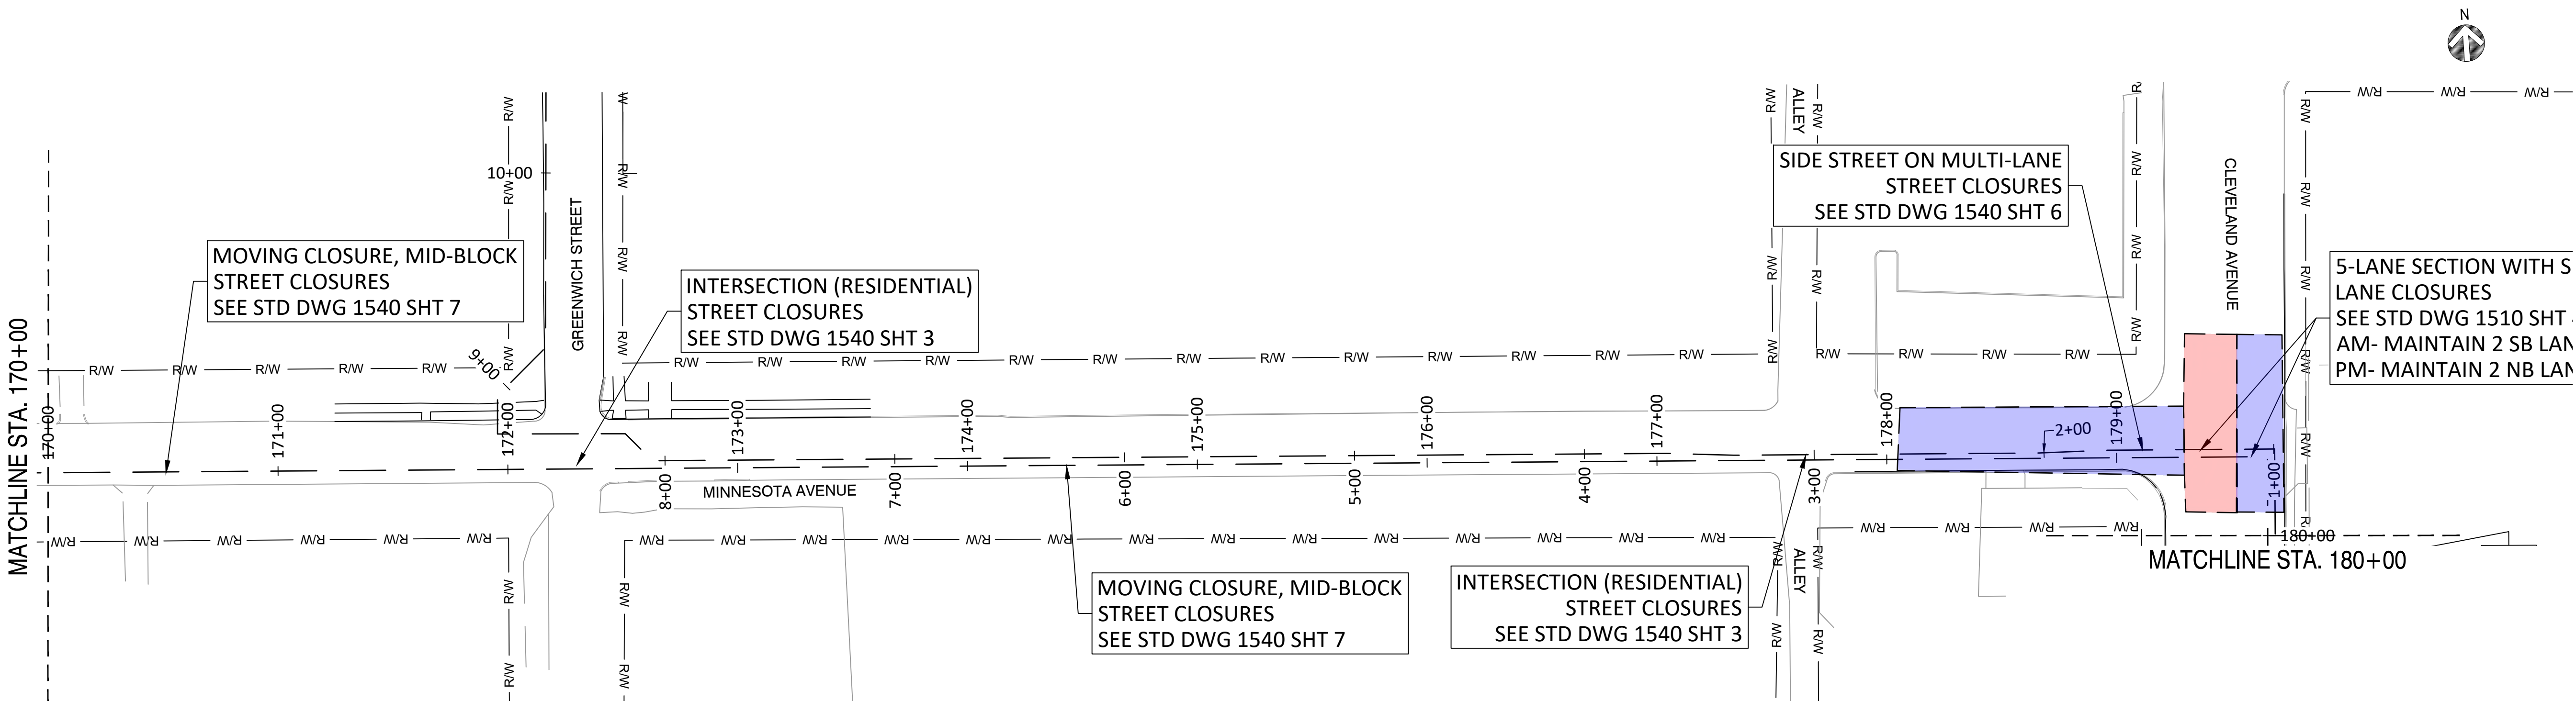 N
MATCHLINE STA. 170+00
170+00
171+00
172+00
173+00
174+00
175+00
176+00
177+00
178+00
179+00
180+00
10+00
9+00
8+00
7+00
6+00
5+00
4+00
3+00
2+00
1+00
MOVING CLOSURE, MID-BLOCK
STREET CLOSURES
SEE STD DWG 1540 SHT 7
GREENWICH STREET
INTERSECTION (RESIDENTIAL)
STREET CLOSURES
SEE STD DWG 1540 SHT 3
MINNESOTA AVENUE
MOVING CLOSURE, MID-BLOCK
STREET CLOSURES
SEE STD DWG 1540 SHT 7
INTERSECTION (RESIDENTIAL)
STREET CLOSURES
SEE STD DWG 1540 SHT 3
ALLEY
ALLEY
SIDE STREET ON MULTI-LANE
STREET CLOSURES
SEE STD DWG 1540 SHT 6
CLEVELAND AVENUE
5-LANE SECTION WITH S
LANE CLOSURES
SEE STD DWG 1510 SHT
AM- MAINTAIN 2 SB LAN
PM- MAINTAIN 2 NB LAN
MATCHLINE STA. 180+00
R/W R/W R/W R/W R/W
R/W R/W R/W R/W R/W R/W R/W R/W R/W R/W R/W R/W R/W
R/W R/W R/W R/W
R/W R/W R/W R/W R/W R/W
R/W R/W R/W R/W R/W R/W R/W R/W R/W R/W R/W R/W R/W R/W
R/W R/W R/W R/W
R/W R/W R/W